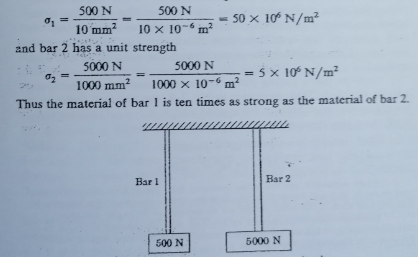 σ₁ = 500 N / 10 mm² = 500 N / 10 × 10⁻⁶ m² = 50 × 10⁶ N/m²
and bar 2 has a unit strength
σ₂ = 5000 N / 1000 mm² = 5000 N / 1000 × 10⁻⁶ m² = 5 × 10⁶ N/m²
Thus the material of bar 1 is ten times as strong as the material of bar 2.
Bar 1
Bar 2
500 N
5000 N